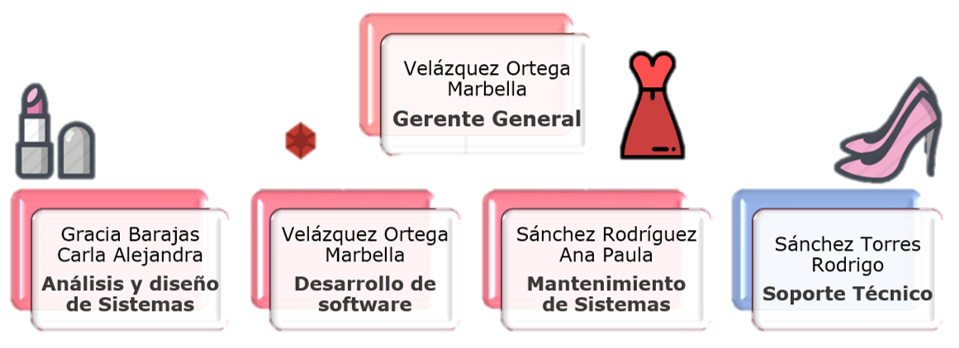 Velázquez Ortega
Marbella
Gerente General
Gracia Barajas
Carla Alejandra
Análisis y diseño
de Sistemas
Velázquez Ortega
Marbella
Desarrollo de
software
Sánchez Rodríguez
Ana Paula
Mantenimiento
de Sistemas
Sánchez Torres
Rodrigo
Soporte Técnico